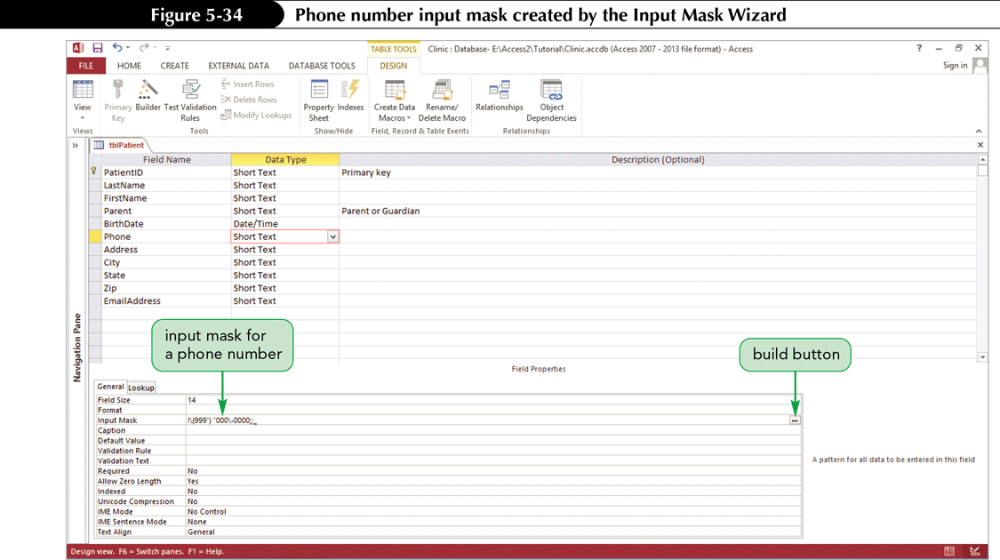 Figure 5-34 Phone number input mask created by the Input Mask Wizard
TABLE TOOLS Clinic : Database- E:\Access2\Tutorial\Clinic.accdb (Access 2007 - 2013 file format) - Access ?
FILE HOME CREATE EXTERNAL DATA DATABASE TOOLS DESIGN Sign in
View Primary Key Builder Test Validation Rules Insert Rows Delete Rows Modify Lookups Property Sheet Indexes Create Data Macros Rename/ Delete Macro Relationships Object Dependencies
Views Tools Show/Hide Field, Record & Table Events Relationships
» tblPatient
Field Name Data Type Description (Optional)
PatientID Short Text Primary key
LastName Short Text
FirstName Short Text
Parent Short Text Parent or Guardian
BirthDate Date/Time
Phone Short Text
Address Short Text
City Short Text
State Short Text
Zip Short Text
EmailAddress Short Text
Navigation Pane
input mask for
a phone number
build button
Field Properties
General Lookup
Field Size 14
Format
Input Mask !\(999") "000\-0000;;_
Caption
Default Value
Validation Rule
Validation Text
A pattern for all data to be entered in this field
Required No
Allow Zero Length Yes
Indexed No
Unicode Compression No
IME Mode No Control
IME Sentence Mode None
Text Align General
Design view. F6 = Switch panes. F1 = Help.